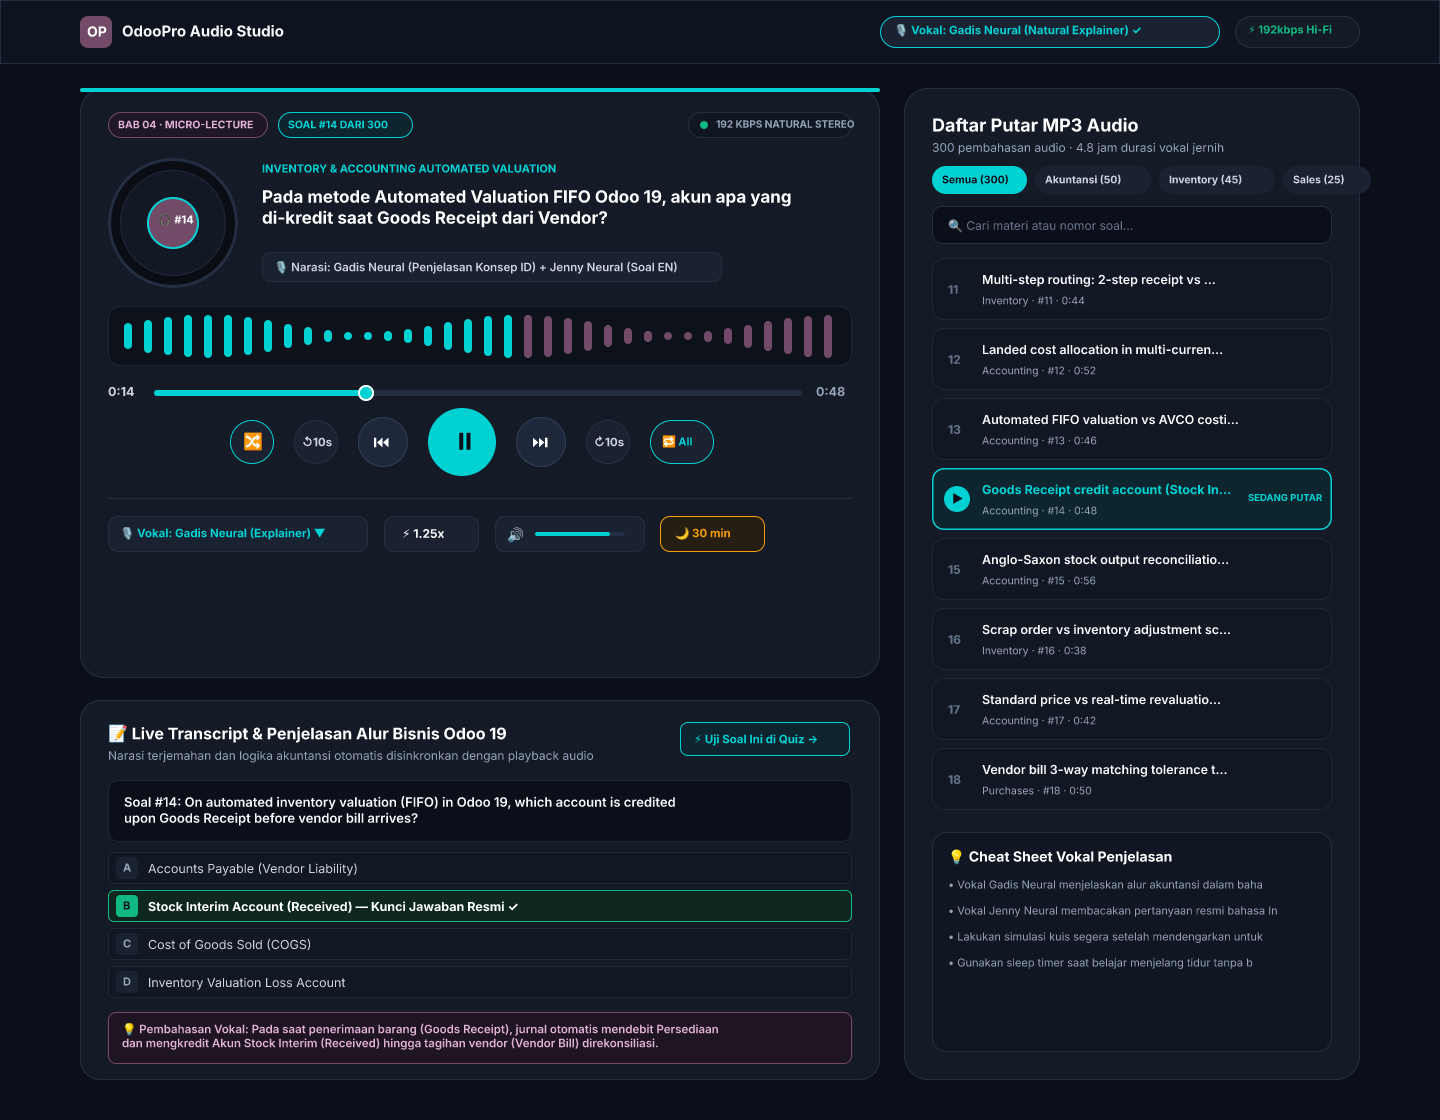 OP OdooPro Audio Studio
🎙️ Vokal: Gadis Neural (Natural Explainer) ✓
⚡ 192kbps Hi-Fi
BAB 04 · MICRO-LECTURE
SOAL #14 DARI 300
192 KBPS NATURAL STEREO
🎧 #14
INVENTORY & ACCOUNTING AUTOMATED VALUATION
Pada metode Automated Valuation FIFO Odoo 19, akun apa yang
di-kredit saat Goods Receipt dari Vendor?
🎙️ Narasi: Gadis Neural (Penjelasan Konsep ID) + Jenny Neural (Soal EN)
0:14
0:48
🔀
↺10s
⏮
⏸
⏭
↻10s
🔁 All
🎙️ Vokal: Gadis Neural (Explainer) ▼
⚡ 1.25x
🔊
🌙 30 min
📝 Live Transcript & Penjelasan Alur Bisnis Odoo 19
Narasi terjemahan dan logika akuntansi otomatis disinkronkan dengan playback audio
⚡ Uji Soal Ini di Quiz →
Soal #14: On automated inventory valuation (FIFO) in Odoo 19, which account is credited
upon Goods Receipt before vendor bill arrives?
A Accounts Payable (Vendor Liability)
B Stock Interim Account (Received) — Kunci Jawaban Resmi ✓
C Cost of Goods Sold (COGS)
D Inventory Valuation Loss Account
💡 Pembahasan Vokal: Pada saat penerimaan barang (Goods Receipt), jurnal otomatis mendebit Persediaan
dan mengkredit Akun Stock Interim (Received) hingga tagihan vendor (Vendor Bill) direkonsiliasi.
Daftar Putar MP3 Audio
300 pembahasan audio · 4.8 jam durasi vokal jernih
Semua (300)
Akuntansi (50)
Inventory (45)
Sales (25)
🔍 Cari materi atau nomor soal...
11 Multi-step routing: 2-step receipt vs ...
Inventory · #11 · 0:44
12 Landed cost allocation in multi-curren...
Accounting · #12 · 0:52
13 Automated FIFO valuation vs AVCO costi...
Accounting · #13 · 0:46
▶ Goods Receipt credit account (Stock In...
Accounting · #14 · 0:48
SEDANG PUTAR
15 Anglo-Saxon stock output reconciliatio...
Accounting · #15 · 0:56
16 Scrap order vs inventory adjustment sc...
Inventory · #16 · 0:38
17 Standard price vs real-time revaluatio...
Accounting · #17 · 0:42
18 Vendor bill 3-way matching tolerance t...
Purchases · #18 · 0:50
💡 Cheat Sheet Vokal Penjelasan
• Vokal Gadis Neural menjelaskan alur akuntansi dalam baha
• Vokal Jenny Neural membacakan pertanyaan resmi bahasa In
• Lakukan simulasi kuis segera setelah mendengarkan untuk
• Gunakan sleep timer saat belajar menjelang tidur tanpa b